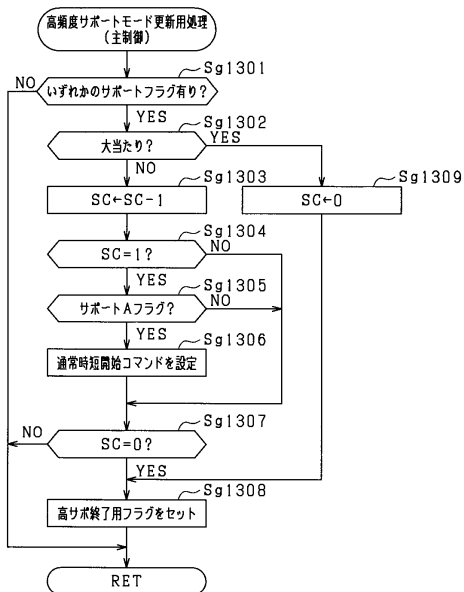 高頻度サポートモード更新用処理
(主制御)
Sg1301
NO
いずれかのサポートフラグ有り?
YES
Sg1302
大当たり?
YES
NO
Sg1303
Sg1309
SC←SC-1
SC←0
Sg1304
SC=1?
NO
YES
Sg1305
サポートAフラグ?
NO
YES
Sg1306
通常時短開始コマンドを設定
Sg1307
NO
SC=0?
YES
Sg1308
高サポ終了用フラグをセット
RET